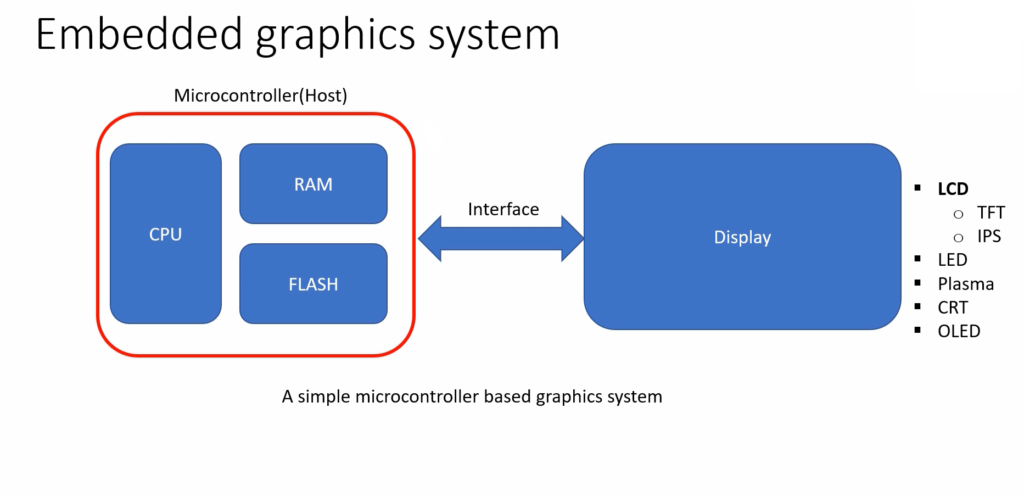 Embedded graphics system
Microcontroller(Host)
CPU
RAM
FLASH
Interface
Display
LCD
TFT
IPS
LED
Plasma
CRT
OLED
A simple microcontroller based graphics system